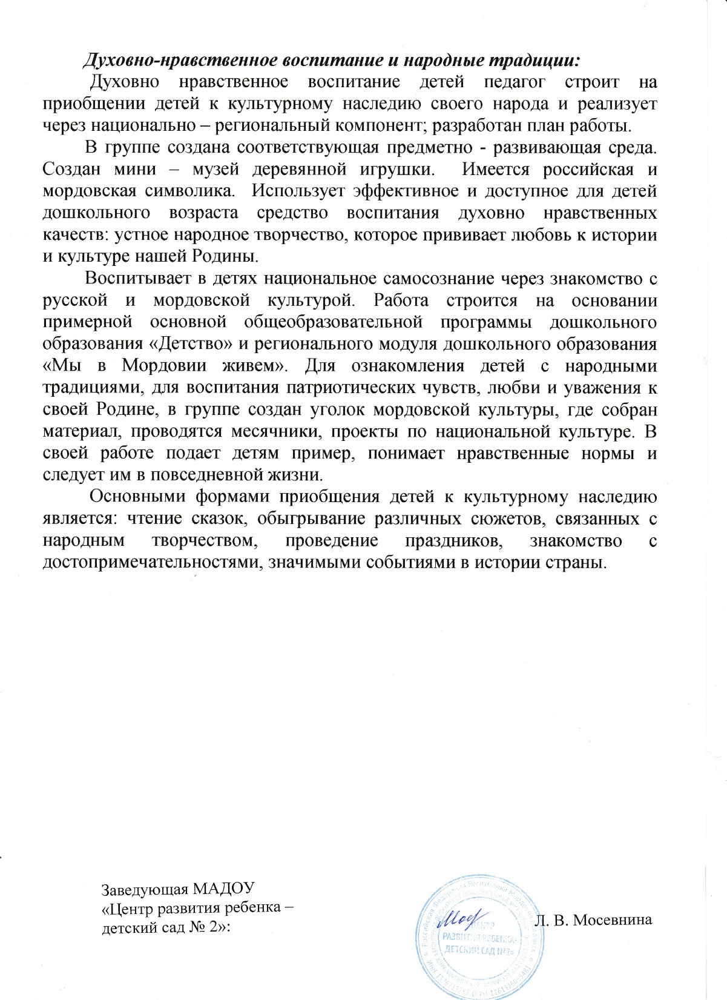 Духовно-нравственное воспитание и народные традиции:
Духовно нравственное воспитание детей педагог строит на
приобщении детей к культурному наследию своего народа и реализует
через национально – региональный компонент; разработан план работы.
В группе создана соответствующая предметно - развивающая среда.
Создан мини – музей деревянной игрушки. Имеется российская и
мордовская символика. Использует эффективное и доступное для детей
дошкольного возраста средство воспитания духовно нравственных
качеств: устное народное творчество, которое прививает любовь к истории
и культуре нашей Родины.
Воспитывает в детях национальное самосознание через знакомство с
русской и мордовской культурой. Работа строится на основании
примерной основной общеобразовательной программы дошкольного
образования «Детство» и регионального модуля дошкольного образования
«Мы в Мордовии живем». Для ознакомления детей с народными
традициями, для воспитания патриотических чувств, любви и уважения к
своей Родине, в группе создан уголок мордовской культуры, где собран
материал, проводятся месячники, проекты по национальной культуре. В
своей работе подает детям пример, понимает нравственные нормы и
следует им в повседневной жизни.
Основными формами приобщения детей к культурному наследию
является: чтение сказок, обыгрывание различных сюжетов, связанных с
народным творчеством, проведение праздников, знакомство с
достопримечательностями, значимыми событиями в истории страны.
Заведующая МАДОУ
«Центр развития ребенка –
детский сад № 2»:
Л. В. Мосевнина
Российская Федерация Республика Мордовия
РАЗВИТИЯ РЕБЕНКА-
ДЕТСКИЙ САД №2»